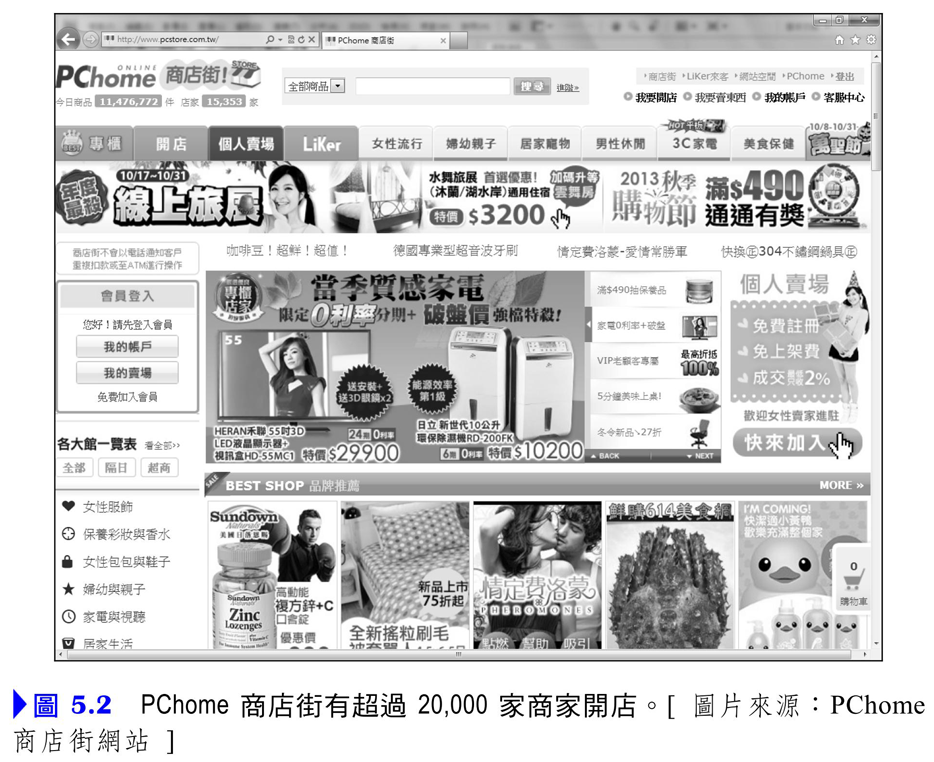 http://www.pcstore.com.tw/
PChome 商店街
PChome ONLINE 商店街! STORE
今日商品 11,476,772 件 店家 15,353 家
全部商品
搜尋 進階»
商店街 LiKer來客 網站空間 PChome 登出
我要開店 我要賣東西 我的帳戶 客服中心
BEST 專櫃
開店
個人賣場
LiKer
女性流行
婦幼親子
居家寵物
男性休閒
3C家電
美食保健
10/8-10/31
萬聖節
年度最殺
10/17~10/31
線上旅展
水舞旅展 首選優惠!
(沐蘭/湖水岸)通用住宿
特價 $3200
加碼升等
雲舞房
2013秋季
購物節
滿$490
通通有獎
咖啡豆!超鮮!超值!
德國專業型超音波牙刷
情定費洛蒙-愛情常勝軍
快換㊣304不鏽鋼鍋具㊣
商店街不會以電話通知客戶
重複扣款或至ATM進行操作
會員登入
您好!請先登入會員
我的帳戶
我的賣場
免費加入會員
各大館一覽表 看全部››
全部 隔日 超商
女性服飾
保養彩妝與香水
女性包包與鞋子
婦幼與親子
家電與視聽
居家生活
專櫃店家
當季質感家電
限定0利率分期+破盤價強檔特殺!
55
送安裝+
送3D眼鏡x2
能源效率
第1級
HERAN禾聯 55吋3D
LED液晶顯示器+
視訊盒HD-55MC1
24期 0利率
特價$29900
日立 新世代10公升
環保除濕機RD-200FK
6期 0利率 特價$10200
滿$490抽保養品
家電0利率+破盤
VIP老顧客專屬
最高折抵
100%
5分鐘美味上桌!
冬令新品↘27折
BACK NEXT
個人賣場
免費註冊
免上架費
成交 2%
歡迎女性賣家進駐
快來加入
SALE
BEST SHOP 品牌推薦
MORE »
Sundown
Naturals
美國日落恩賜
Sundown
Naturals
Zinc
Lozenges
高動能
複方鋅+C
口含錠
優惠價
新品上市
75折起
全新搖粒刷毛
情定費洛蒙
PHEROMONES
點燃 幫助 吸引
鮮購614美食網
I'M COMING!
快潔適小黃鴨
歡樂充滿整個家
0
購物車
圖 5.2 PChome 商店街有超過 20,000 家商家開店。[ 圖片來源:PChome
商店街網站 ]